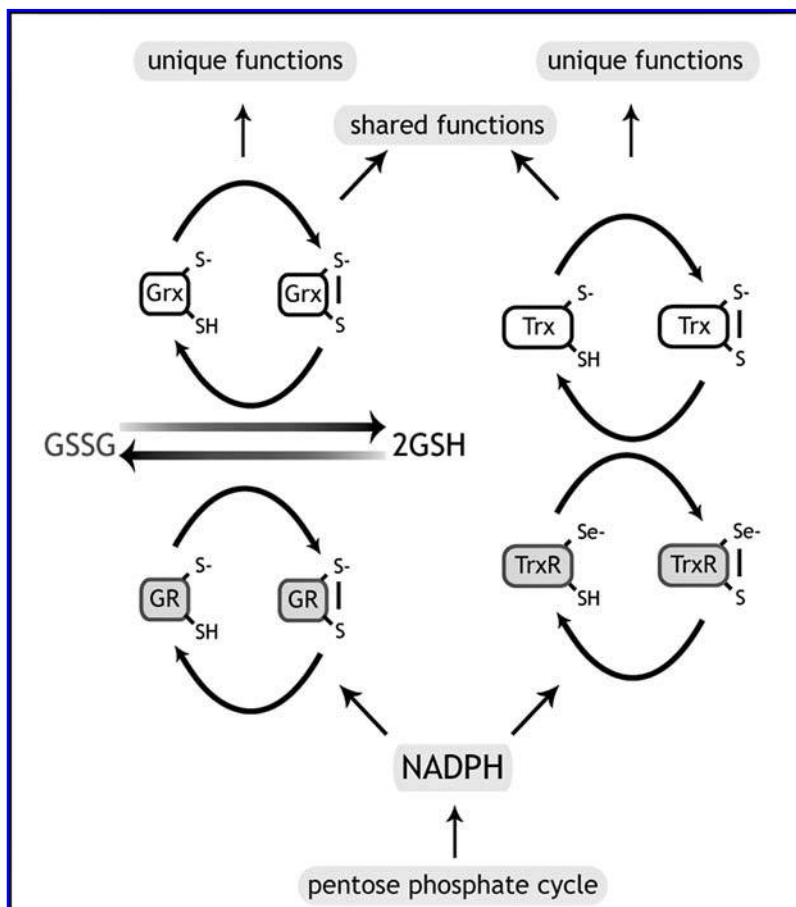 unique functions
unique functions
shared functions
S-
Grx
SH
S-
Grx
S
S-
Trx
SH
S-
Trx
S
GSSG
2GSH
S-
GR
SH
S-
GR
S
Se-
TrxR
SH
Se-
TrxR
S
NADPH
pentose phosphate cycle